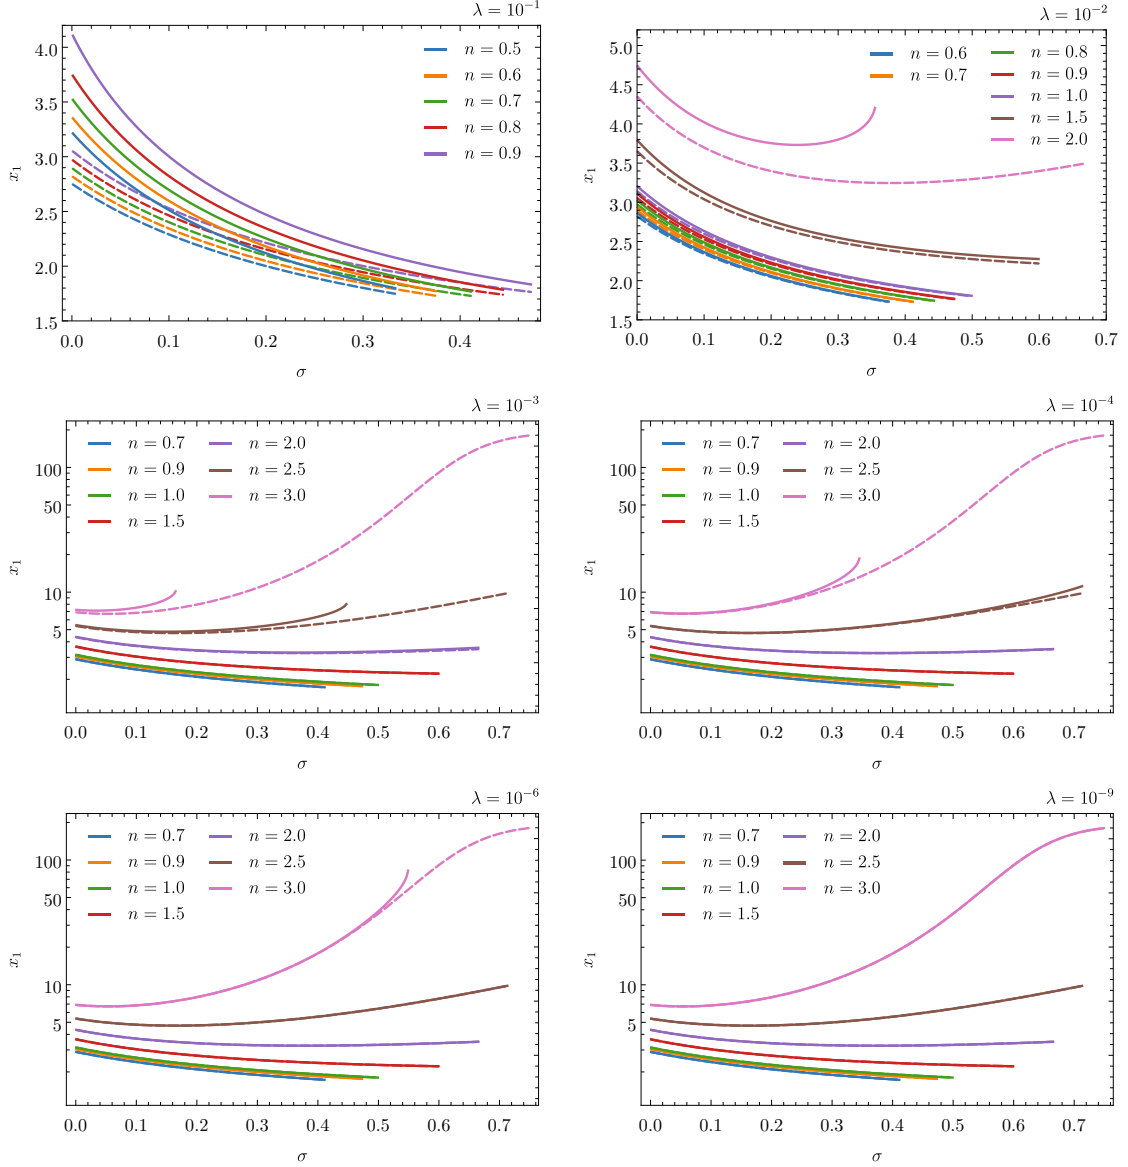 λ = 10⁻¹
4.0
3.5
3.0
2.5
2.0
1.5
x₁
n = 0.5
n = 0.6
n = 0.7
n = 0.8
n = 0.9
0.0 0.1 0.2 0.3 0.4
σ
λ = 10⁻²
5.0
4.5
4.0
3.5
3.0
2.5
2.0
1.5
x₁
n = 0.6
n = 0.7
n = 0.8
n = 0.9
n = 1.0
n = 1.5
n = 2.0
0.0 0.1 0.2 0.3 0.4 0.5 0.6 0.7
σ
λ = 10⁻³
100
50
10
5
x₁
n = 0.7
n = 0.9
n = 1.0
n = 1.5
n = 2.0
n = 2.5
n = 3.0
0.0 0.1 0.2 0.3 0.4 0.5 0.6 0.7
σ
λ = 10⁻⁴
100
50
10
5
x₁
n = 0.7
n = 0.9
n = 1.0
n = 1.5
n = 2.0
n = 2.5
n = 3.0
0.0 0.1 0.2 0.3 0.4 0.5 0.6 0.7
σ
λ = 10⁻⁶
100
50
10
5
x₁
n = 0.7
n = 0.9
n = 1.0
n = 1.5
n = 2.0
n = 2.5
n = 3.0
0.0 0.1 0.2 0.3 0.4 0.5 0.6 0.7
σ
λ = 10⁻⁹
100
50
10
5
x₁
n = 0.7
n = 0.9
n = 1.0
n = 1.5
n = 2.0
n = 2.5
n = 3.0
0.0 0.1 0.2 0.3 0.4 0.5 0.6 0.7
σ